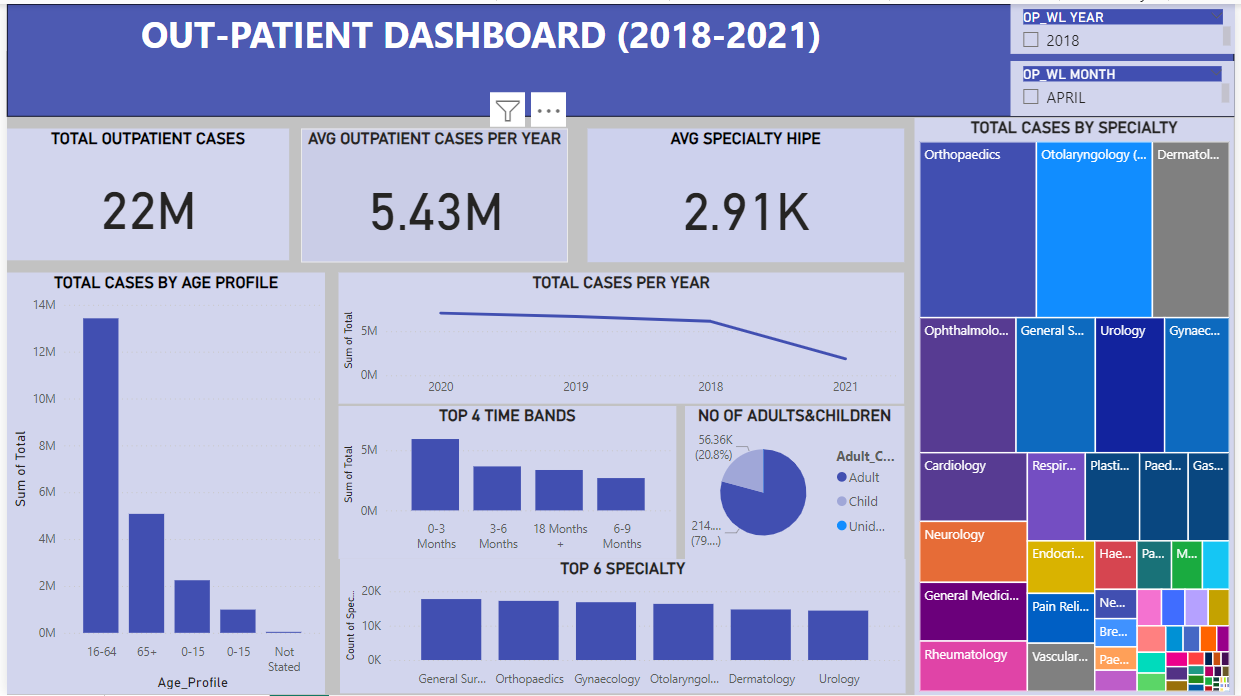 OUT-PATIENT DASHBOARD (2018-2021)
OP_WL YEAR
2018
OP_WL MONTH
APRIL
TOTAL OUTPATIENT CASES
22M
AVG OUTPATIENT CASES PER YEAR
5.43M
AVG SPECIALTY HIPE
2.91K
TOTAL CASES BY AGE PROFILE
Sum of Total
14M
12M
10M
8M
6M
4M
2M
0M
16-64
65+
0-15
0-15
Not
Stated
Age_Profile
TOTAL CASES PER YEAR
Sum of Total
5M
0M
2020
2019
2018
2021
TOP 4 TIME BANDS
Sum of Total
5M
0M
0-3
Months
3-6
Months
18 Months
+
6-9
Months
NO OF ADULTS&CHILDREN
56.36K
(20.8%)
214....
(79....)
Adult_C...
Adult
Child
Unid...
TOP 6 SPECIALTY
Count of Spec...
20K
10K
0K
General Sur...
Orthopaedics
Gynaecology
Otolaryngol...
Dermatology
Urology
TOTAL CASES BY SPECIALTY
Orthopaedics
Otolaryngology (...
Dermatol...
Ophthalmolo...
General S...
Urology
Gynaec...
Cardiology
Respir...
Plasti...
Paed...
Gas...
Neurology
Endocri...
Hae...
Pa...
M...
General Medici...
Pain Reli...
Ne...
Bre...
Rheumatology
Vascular...
Pae...